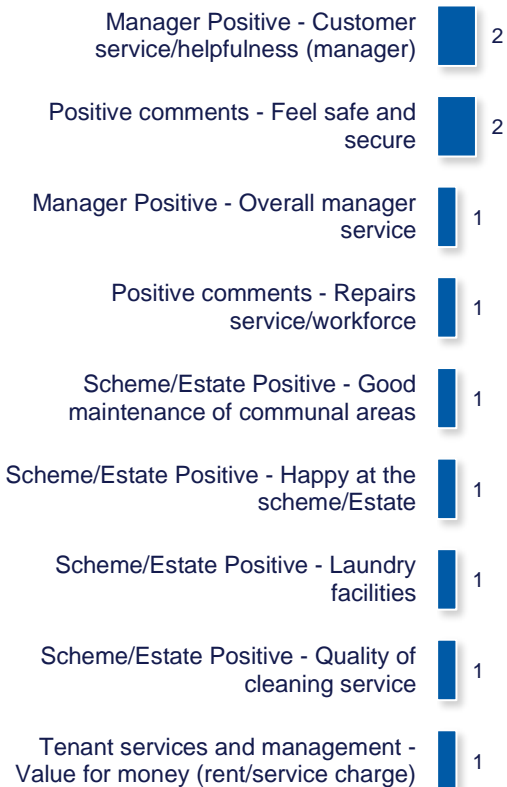 Manager Positive - Customer
service/helpfulness (manager)
2
Positive comments - Feel safe and
secure
2
Manager Positive - Overall manager
service
1
Positive comments - Repairs
service/workforce
1
Scheme/Estate Positive - Good
maintenance of communal areas
1
Scheme/Estate Positive - Happy at the
scheme/Estate
1
Scheme/Estate Positive - Laundry
facilities
1
Scheme/Estate Positive - Quality of
cleaning service
1
Tenant services and management -
Value for money (rent/service charge)
1